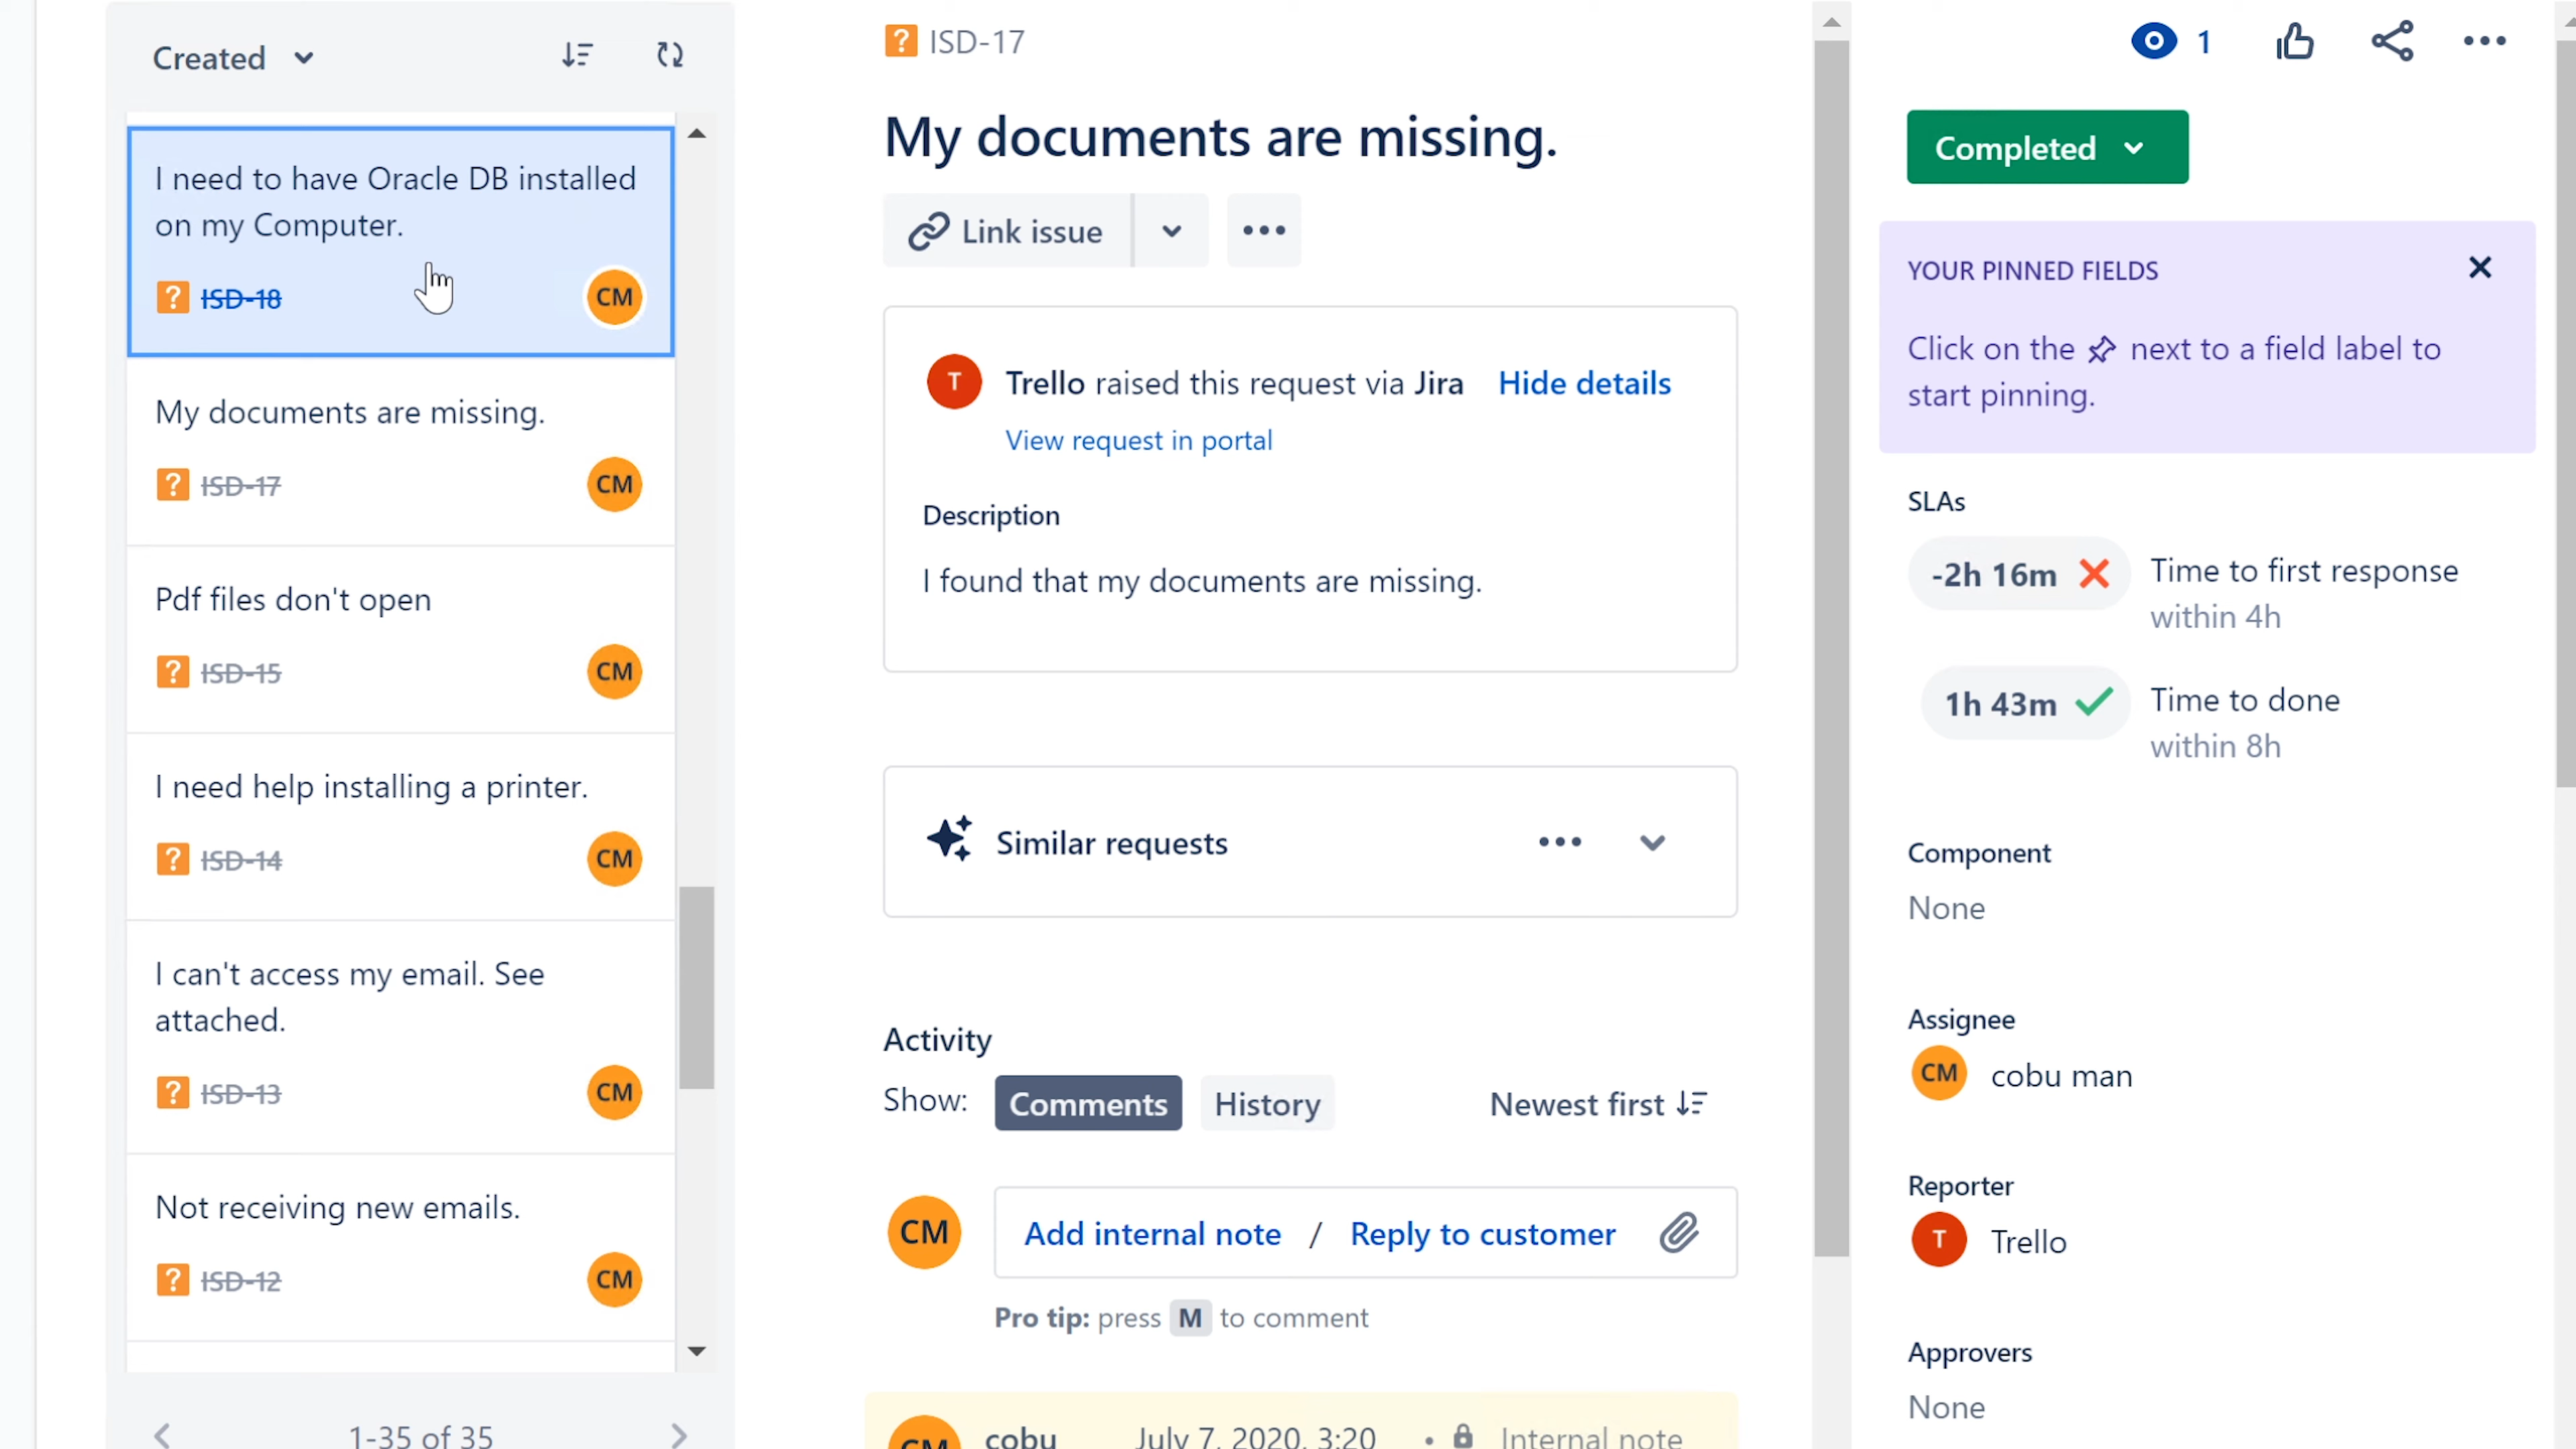 Created
I need to have Oracle DB installed
on my Computer.
? ISD-18
CM
My documents are missing.
? ISD-17
CM
Pdf files don't open
? ISD-15
CM
I need help installing a printer.
? ISD-14
CM
I can't access my email. See
attached.
? ISD-13
CM
Not receiving new emails.
? ISD-12
CM
1-35 of 35
? ISD-17
My documents are missing.
Link issue
T Trello raised this request via Jira Hide details
View request in portal
Description
I found that my documents are missing.
Similar requests
Activity
Show: Comments History Newest first
CM Add internal note / Reply to customer
Pro tip: press M to comment
CM cobu July 7, 2020, 3:20 • Internal note
1
Completed
YOUR PINNED FIELDS
Click on the next to a field label to
start pinning.
SLAs
-2h 16m Time to first response
within 4h
1h 43m Time to done
within 8h
Component
None
Assignee
CM cobu man
Reporter
T Trello
Approvers
None